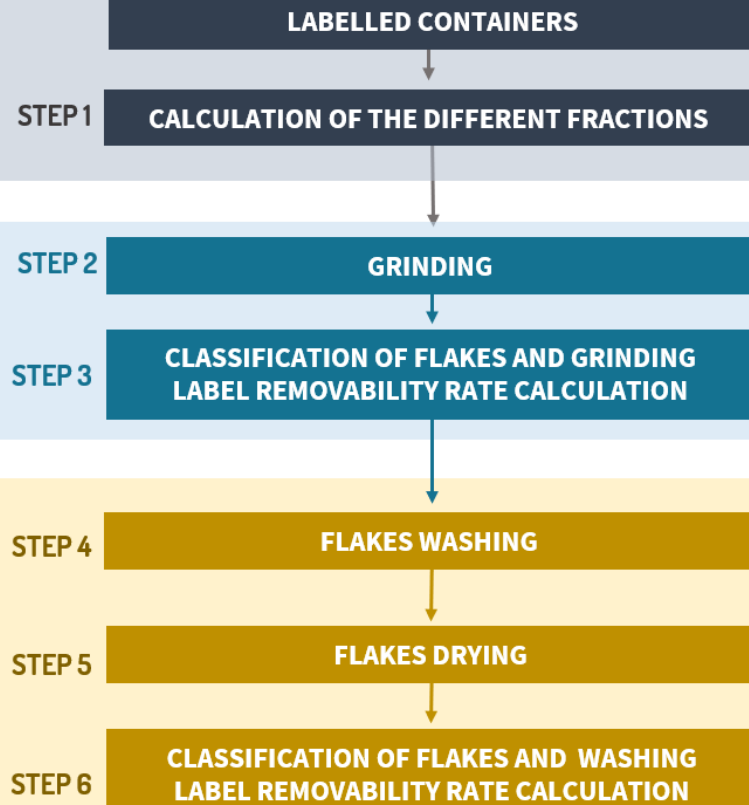 LABELLED CONTAINERS
STEP 1
CALCULATION OF THE DIFFERENT FRACTIONS
STEP 2
GRINDING
STEP 3
CLASSIFICATION OF FLAKES AND GRINDING
LABEL REMOVABILITY RATE CALCULATION
STEP 4
FLAKES WASHING
STEP 5
FLAKES DRYING
STEP 6
CLASSIFICATION OF FLAKES AND WASHING
LABEL REMOVABILITY RATE CALCULATION